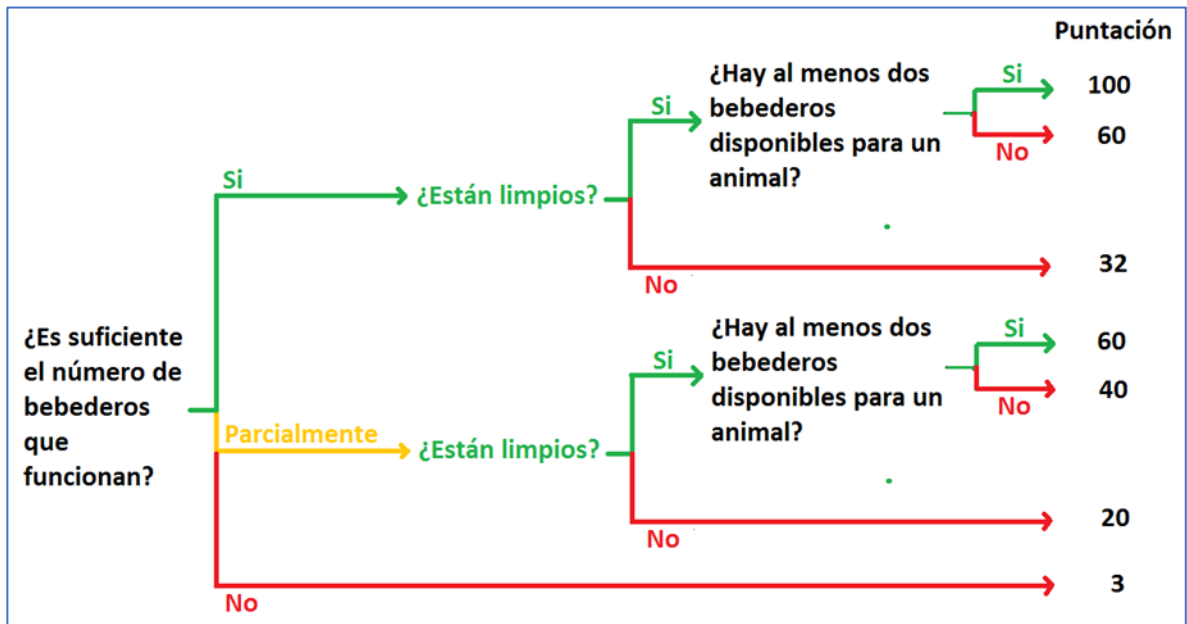 Puntación
¿Hay al menos dos
bebederos
disponibles para un
animal?
Si
100
No
60
Si
Si
¿Están limpios?
No
32
¿Es suficiente
el número de
bebederos
que
funcionan?
¿Hay al menos dos
bebederos
disponibles para un
animal?
Si
60
No
40
Si
Parcialmente
¿Están limpios?
No
20
No
3